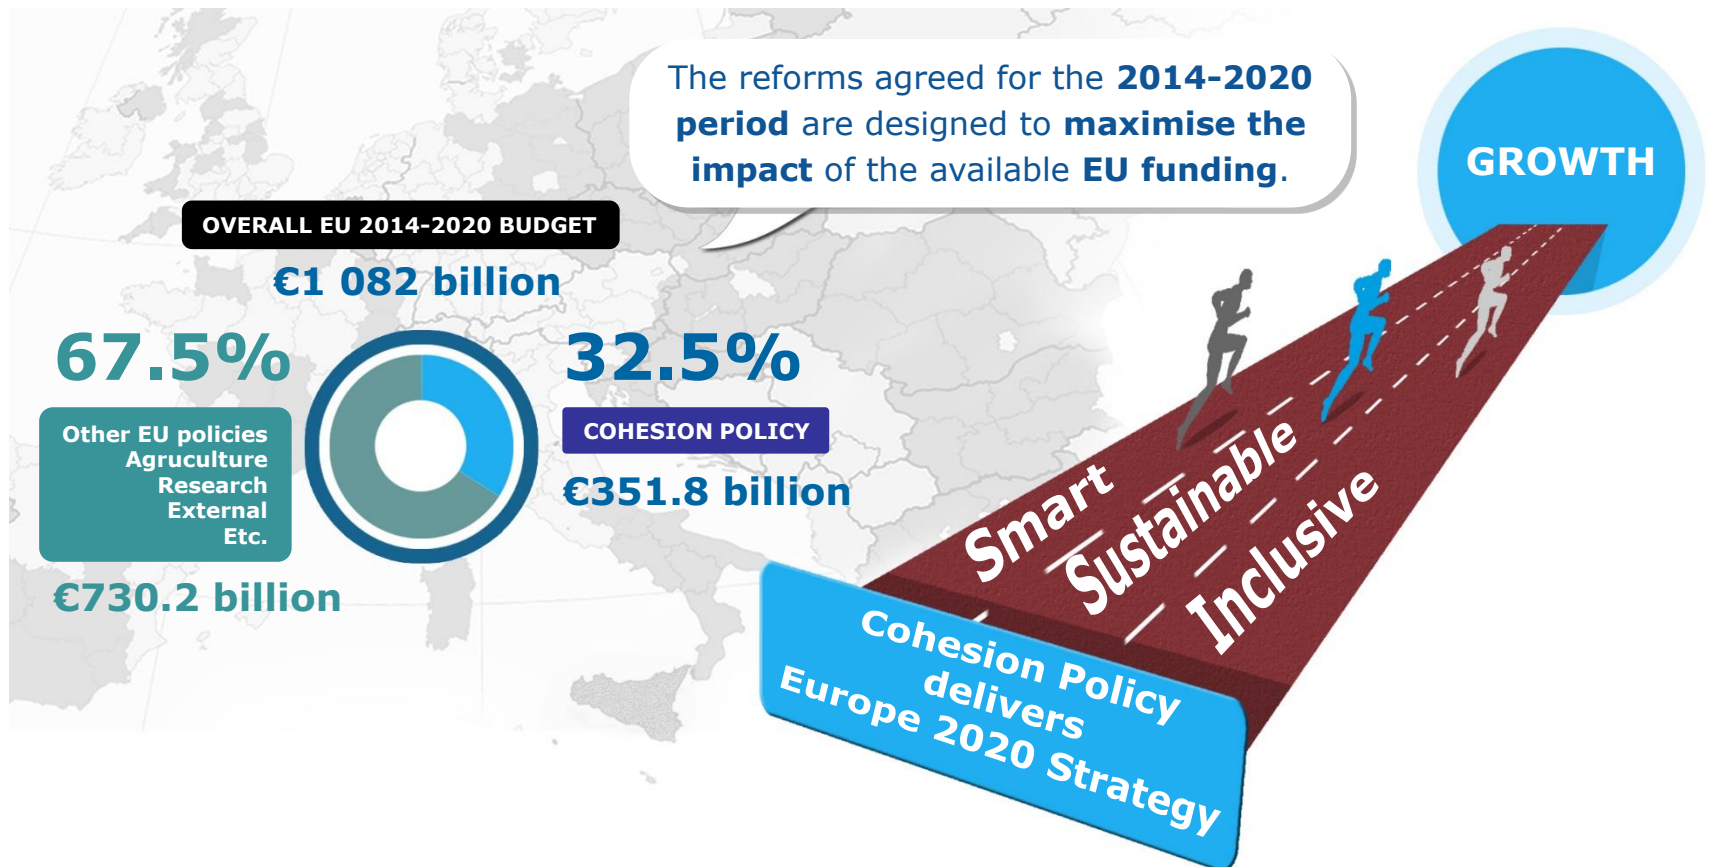 The reforms agreed for the 2014-2020
period are designed to maximise the
impact of the available EU funding.
GROWTH
OVERALL EU 2014-2020 BUDGET
€1 082 billion
67.5%
Other EU policies
Agruculture
Research
External
Etc.
€730.2 billion
32.5%
COHESION POLICY
€351.8 billion
Smart
Sustainable
Inclusive
Cohesion Policy
delivers
Europe 2020 Strategy